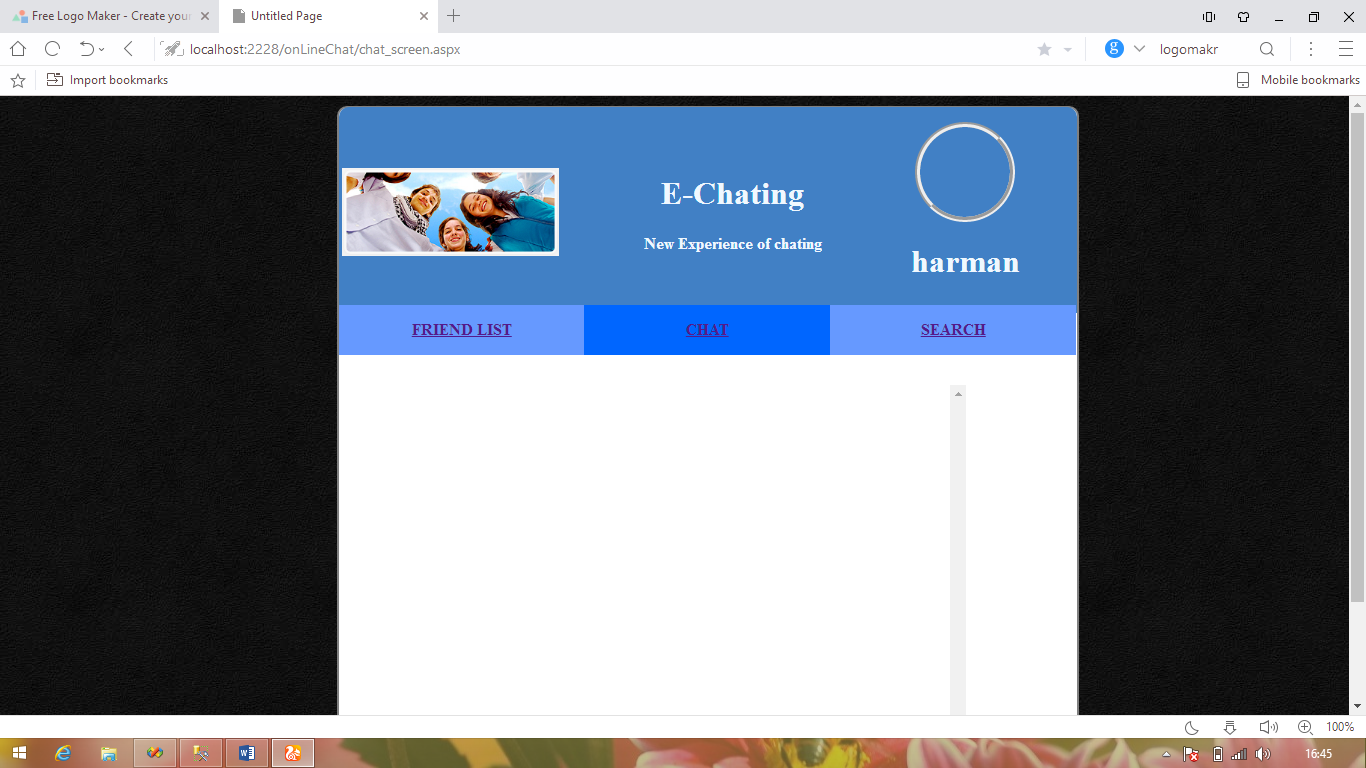 Free Logo Maker - Create your
Untitled Page
localhost:2228/onLineChat/chat_screen.aspx
g
logomakr
Import bookmarks
Mobile bookmarks
E-Chating
New Experience of chating
harman
FRIEND LIST
CHAT
SEARCH
100%
16:45